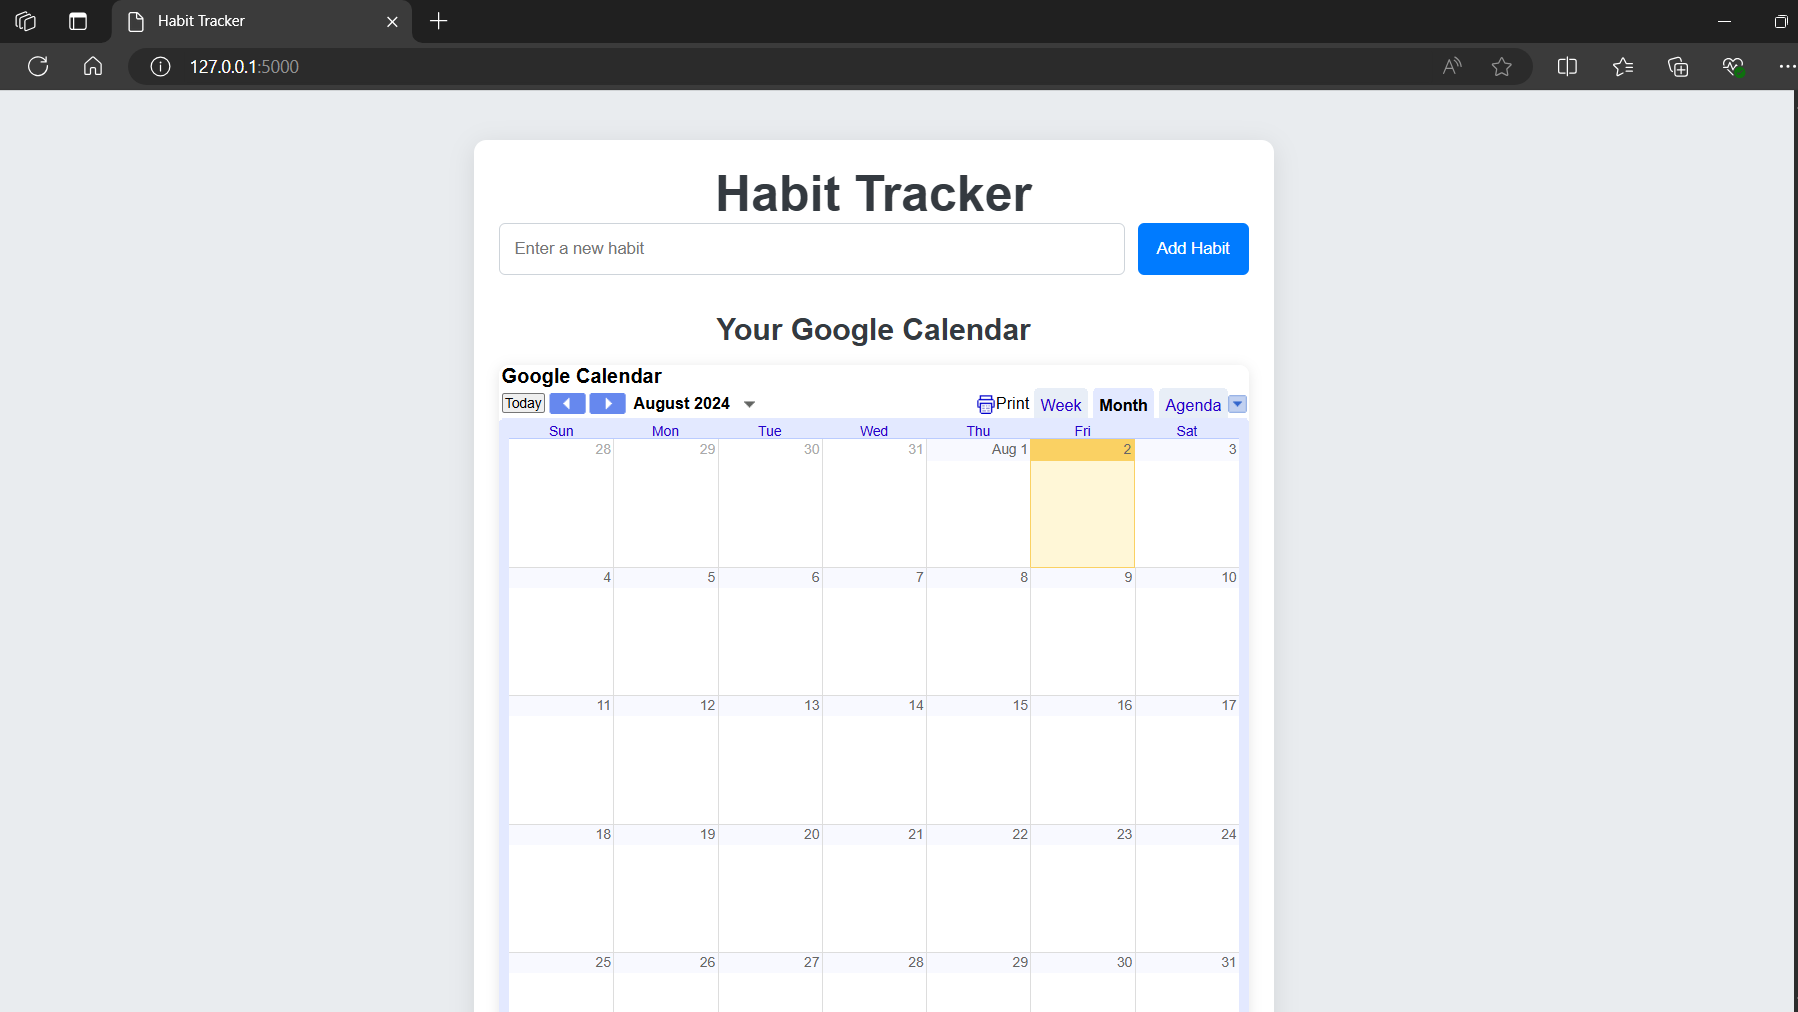 Habit Tracker
127.0.0.1:5000
Habit Tracker
Enter a new habit
Add Habit
Your Google Calendar
Google Calendar
Today August 2024 Print Week Month Agenda
Sun Mon Tue Wed Thu Fri Sat
28 29 30 31 Aug 1 2 3
4 5 6 7 8 9 10
11 12 13 14 15 16 17
18 19 20 21 22 23 24
25 26 27 28 29 30 31